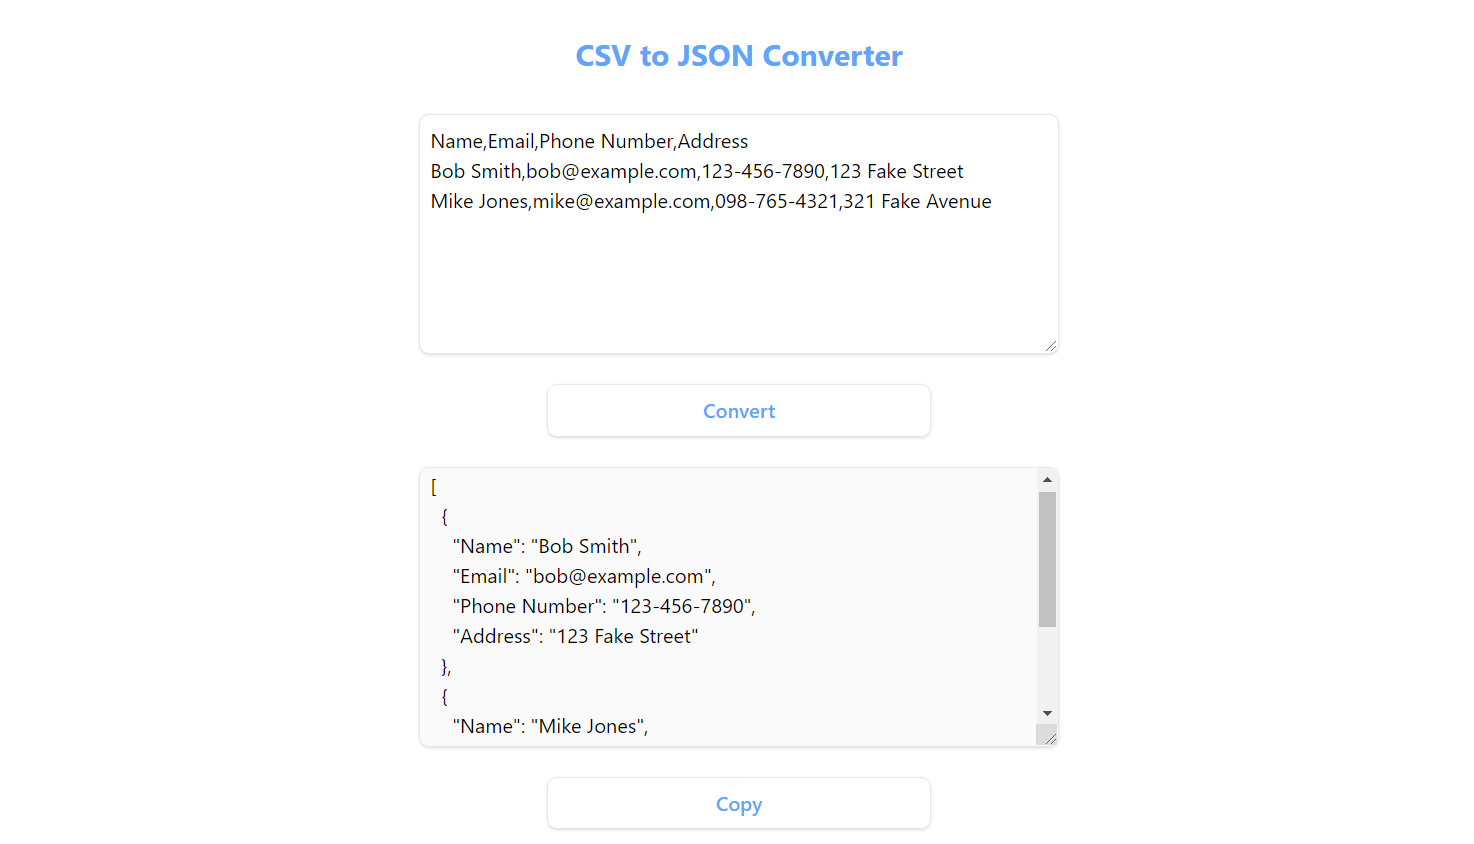 CSV to JSON Converter
Name,Email,Phone Number,Address
Bob Smith,bob@example.com,123-456-7890,123 Fake Street
Mike Jones,mike@example.com,098-765-4321,321 Fake Avenue
Convert
[
  {
    "Name": "Bob Smith",
    "Email": "bob@example.com",
    "Phone Number": "123-456-7890",
    "Address": "123 Fake Street"
  },
  {
    "Name": "Mike Jones",
Copy